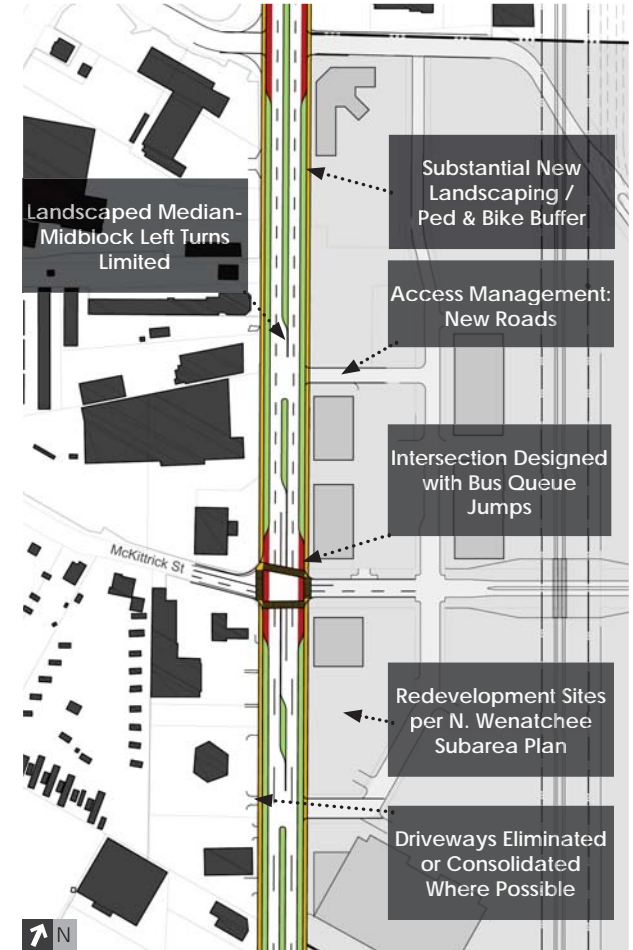 Substantial New
Landscaping /
Ped & Bike Buffer
Landscaped Median-
Midblock Left Turns
Limited
Access Management:
New Roads
Intersection Designed
with Bus Queue
Jumps
McKittrick St
Redevelopment Sites
per N. Wenatchee
Subarea Plan
Driveways Eliminated
or Consolidated
Where Possible
N